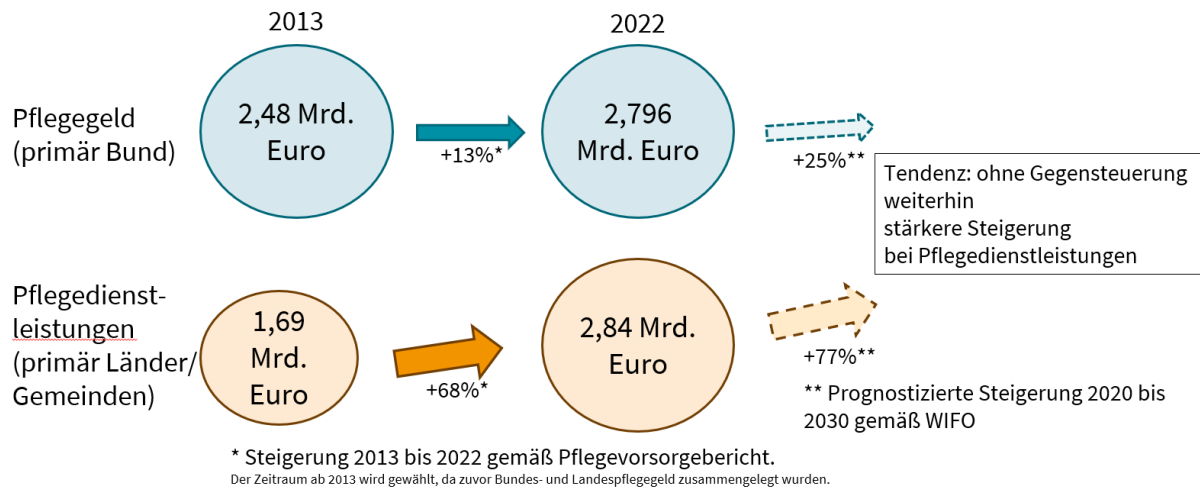 2013
2022
Pflegegeld
(primär Bund)
2,48 Mrd.
Euro
+13%*
2,796
Mrd. Euro
+25%**
Tendenz: ohne Gegensteuerung
weiterhin
stärkere Steigerung
bei Pflegedienstleistungen
Pflegedienst-
leistungen
(primär Länder/
Gemeinden)
1,69
Mrd.
Euro
+68%*
2,84 Mrd.
Euro
+77%**
** Prognostizierte Steigerung 2020 bis
2030 gemäß WIFO
* Steigerung 2013 bis 2022 gemäß Pflegevorsorgebericht.
Der Zeitraum ab 2013 wird gewählt, da zuvor Bundes- und Landespflegegeld zusammengelegt wurden.